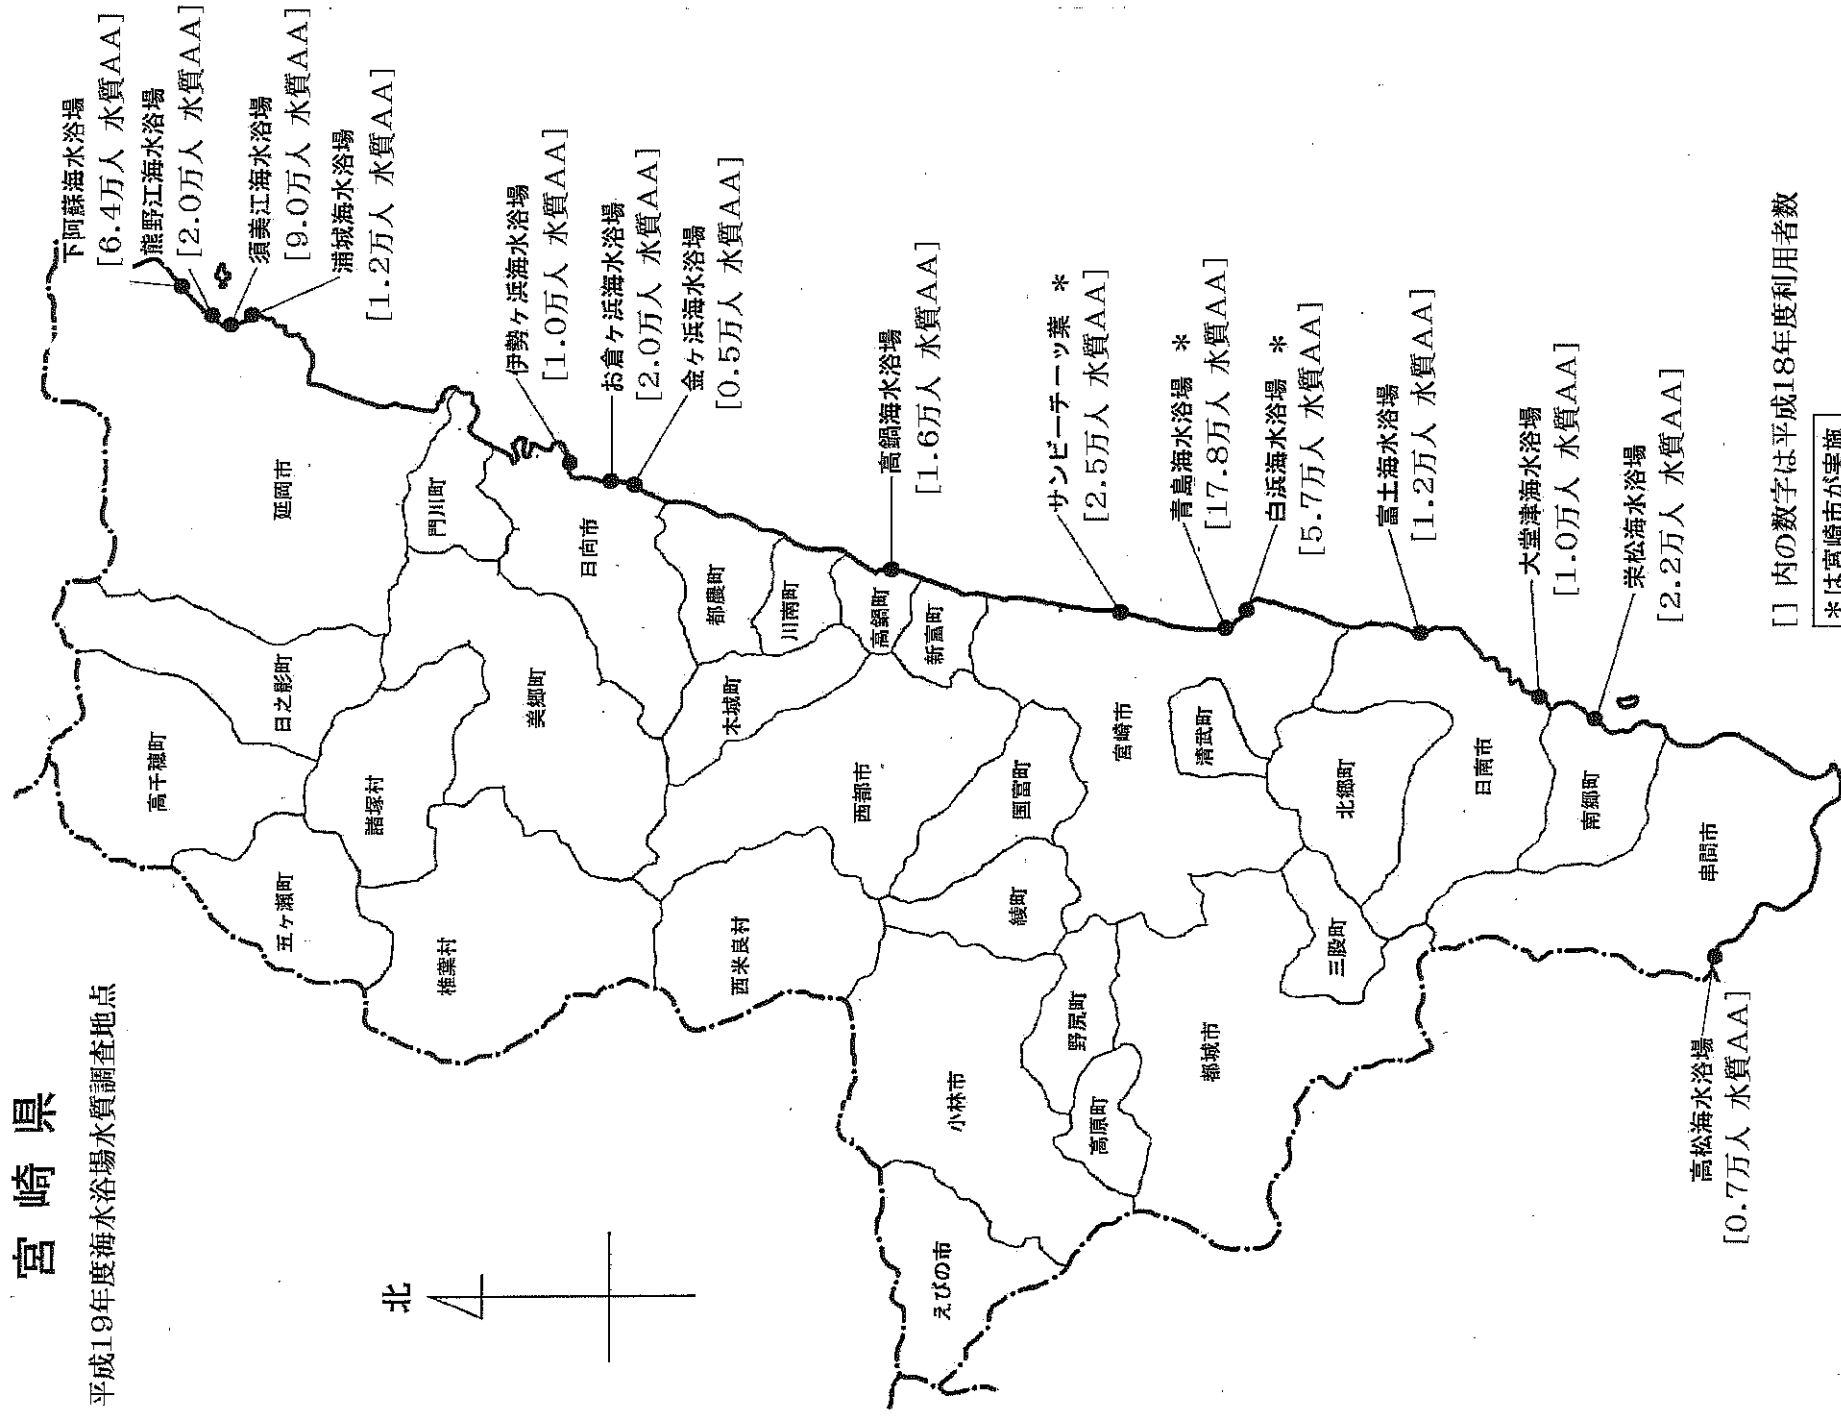 宮崎県
平成19年度海水浴場水質調査地点
北
下阿蘇海水浴場
[6.4万人 水質AA]
熊野江海水浴場
[2.0万人 水質AA]
須美江海水浴場
[9.0万人 水質AA]
浦城海水浴場
[1.2万人 水質AA]
伊勢ヶ浜海水浴場
[1.0万人 水質AA]
お倉ヶ浜海水浴場
[2.0万人 水質AA]
金ヶ浜海水浴場
[0.5万人 水質AA]
高鍋海水浴場
[1.6万人 水質AA]
サンビーチ一ッ葉 *
[2.5万人 水質AA]
青島海水浴場 *
[17.8万人 水質AA]
白浜海水浴場 *
[5.7万人 水質AA]
富土海水浴場
[1.2万人 水質AA]
大堂津海水浴場
[1.0万人 水質AA]
栄松海水浴場
[2.2万人 水質AA]
高松海水浴場
[0.7万人 水質AA]
高千穂町
日之影町
延岡市
五ヶ瀬町
諸塚村
門川町
椎葉村
美郷町
日向市
西米良村
木城町
都農町
川南町
西都市
高鍋町
新富町
小林市
えびの市
綾町
国富町
野尻町
高原町
宮崎市
清武町
都城市
三股町
北郷町
日南市
南郷町
串間市
[] 内の数字は平成18年度利用者数
*は宮崎市が実施